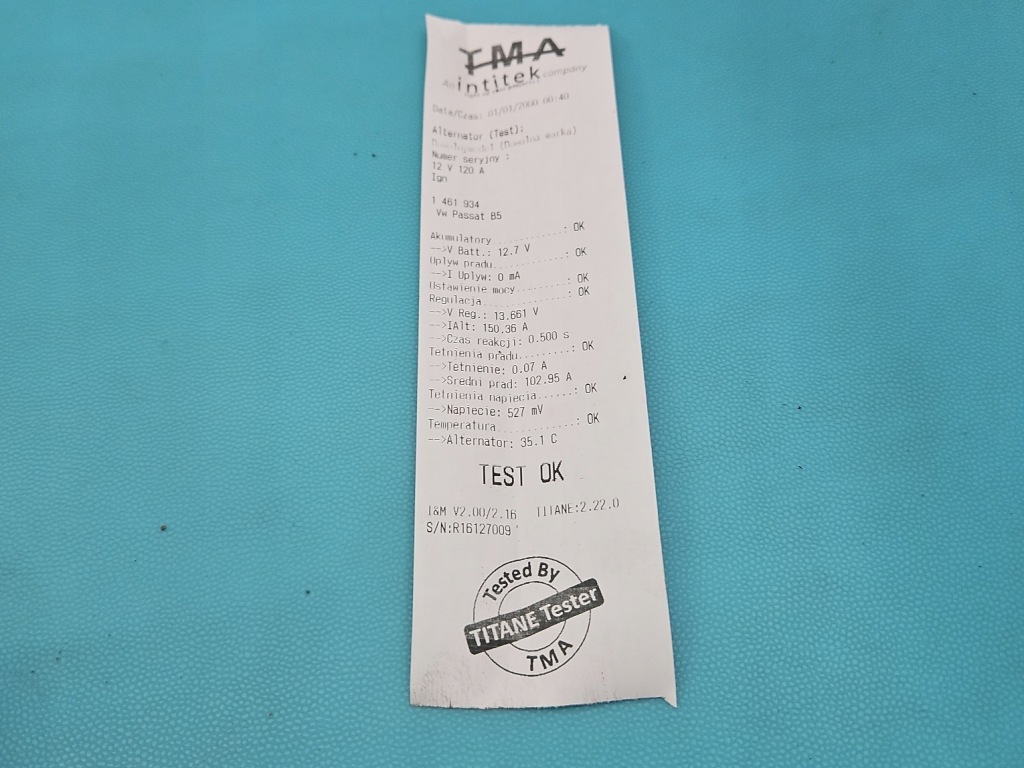 TMA
An intitek company
Data/Czas: 01/01/2000 00:40
Alternator (Test):
(Dowolna marka)
Numer seryjny :
12 V 120 A
Ign
1 461 934
Vw Passat B5
Akumulatory..........: OK
-->V Batt.: 12.7 V
Uplyw pradu..........: OK
-->I Uplyw: 0 mA
Ustawienie mocy.......: OK
Regulacja............: OK
-->V Reg.: 13.661 V
-->IAlt: 150.36 A
-->Czas reakcji: 0.500 s
Tetnienia pradu.........: OK
-->Tetnienie: 0.07 A
-->Sredni prad: 102.95 A
Tetnienia napiecia......: OK
-->Napiecie: 527 mV
Temperatura............: OK
-->Alternator: 35.1 C
TEST OK
I&M V2.00/2.16 TITANE:2.22.0
S/N:R16127009
Tested By
TITANE Tester
TMA